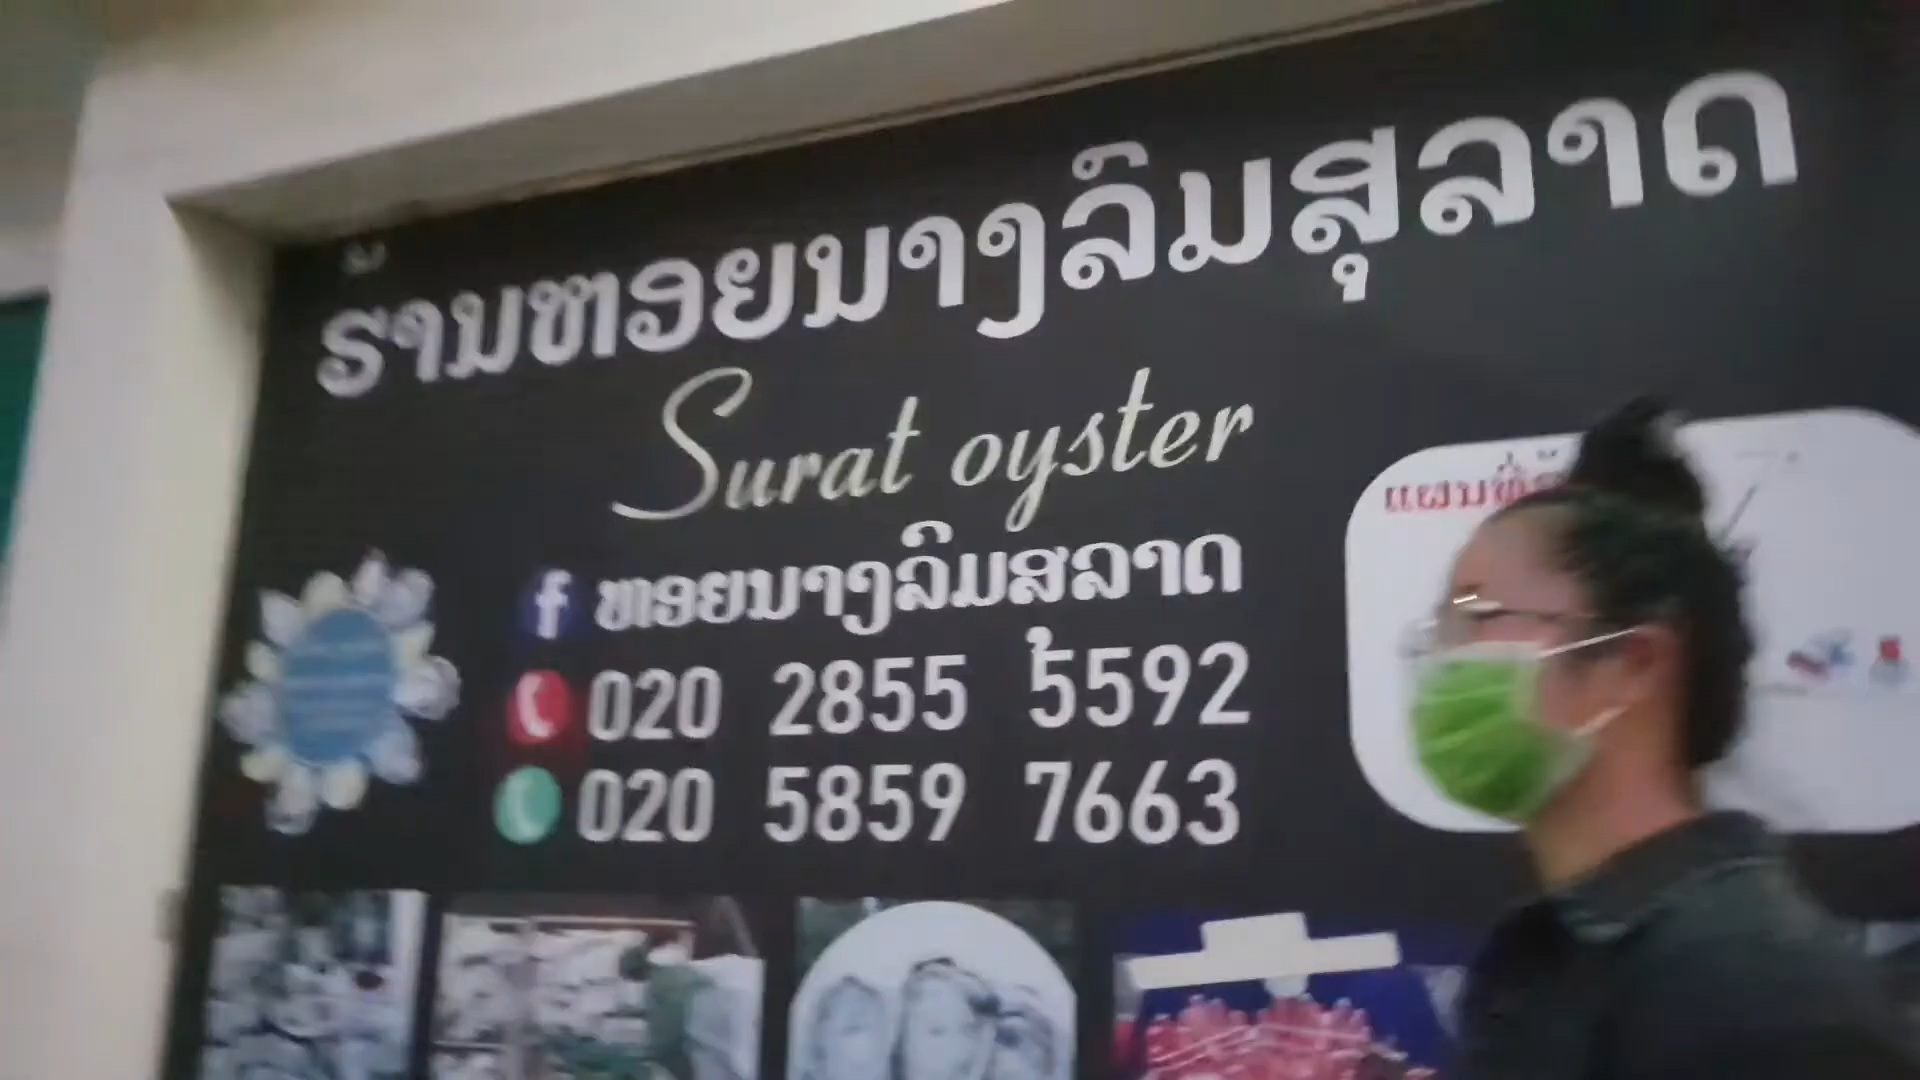 ຮ້ານຫອຍນາງລົມສຸລາດ
Surat oyster
ຫອຍນາງລົມສລາດ
020 2855 5592
020 5859 7663